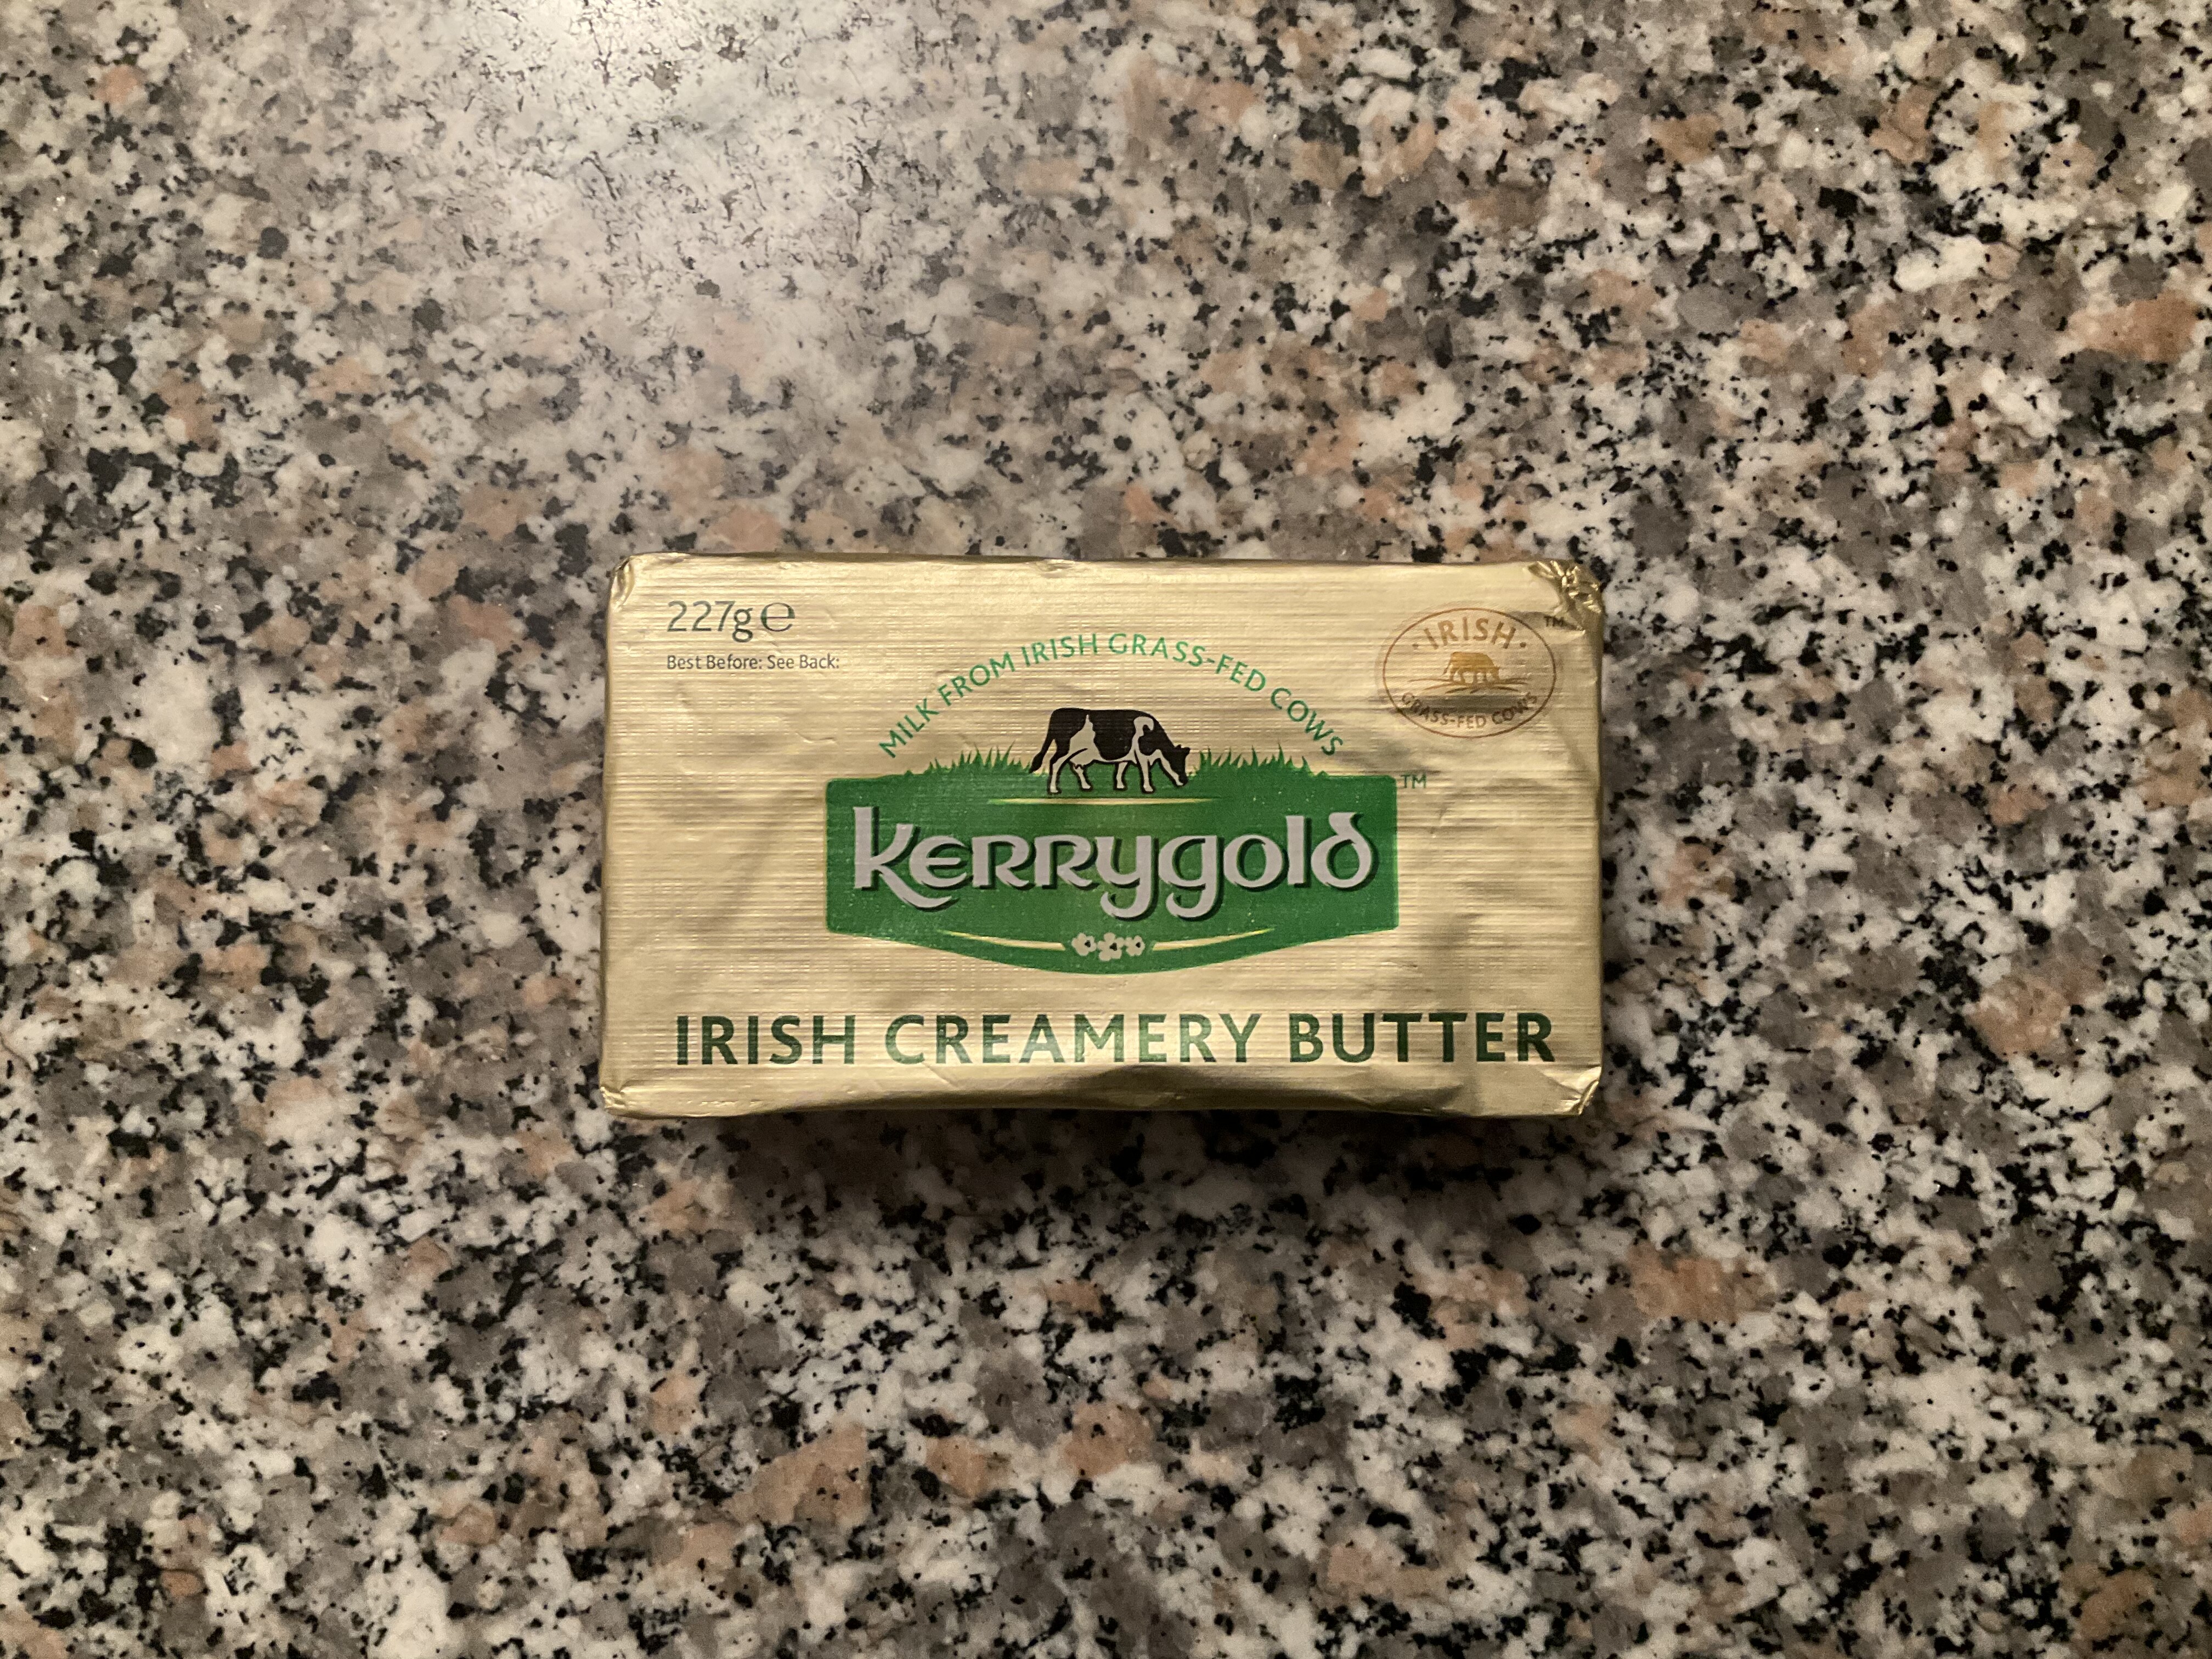 227g℮
Best Before: See Back:
MILK FROM IRISH GRASS-FED COWS
·IRISH·
GRASS-FED COWS
TM
Kerrygold
TM
IRISH CREAMERY BUTTER